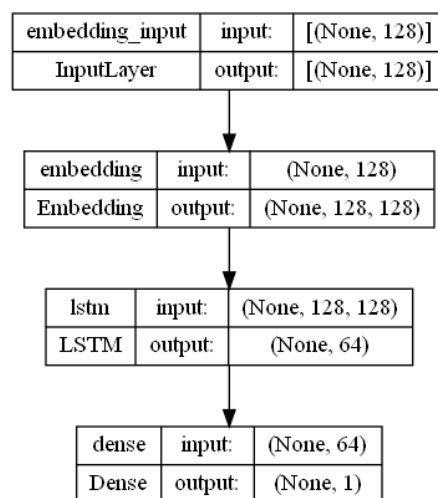 embedding_input input: [(None, 128)]
InputLayer output: [(None, 128)]
embedding input: (None, 128)
Embedding output: (None, 128, 128)
lstm input: (None, 128, 128)
LSTM output: (None, 64)
dense input: (None, 64)
Dense output: (None, 1)